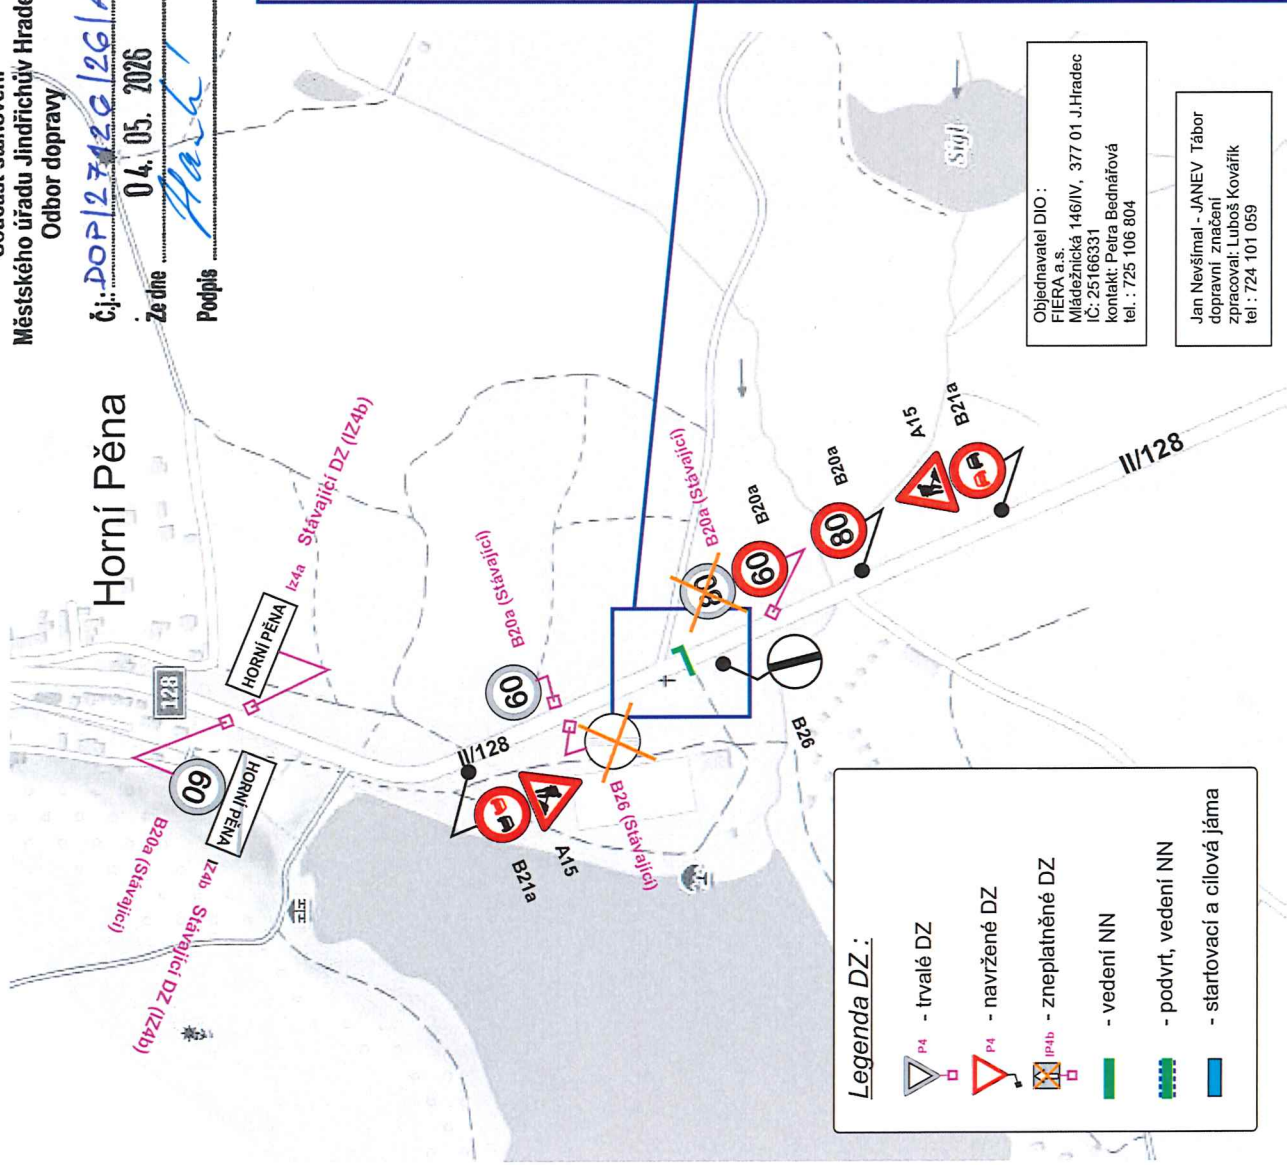 Městského úřadu Jindřichův Hrade
Odbor dopravy
Č.j.: DOP/27126/26/
Ze dne 04. 05. 2026
Podpis
Horní Pěna
128
B20a (Stávající)
60
IZ4b Stávající DZ (IZ4b)
HORNÍ PĚNA
HORNÍ PĚNA
Iz4a Stávající DZ (IZ4b)
II/128
B21a
A15
60
B20a (Stávající)
B26 (Stávající)
B26
80
B20a (Stávající)
60
B20a
80
B20a
A15
B21a
II/128
Štgl
Legenda DZ :
P4 - trvalé DZ
P4 - navržené DZ
IP4b - zneplatněné DZ
- vedení NN
- podvrt, vedení NN
- startovací a cílová jáma
Objednavatel DIO :
FIERA a.s.
Mládežnická 146/IV, 377 01 J.Hradec
IČ: 25166331
kontakt: Petra Bednářová
tel. : 725 106 804
Jan Nevšímal - JANEV Tábor
dopravní značení
zpracoval: Luboš Kovářík
tel : 724 101 059